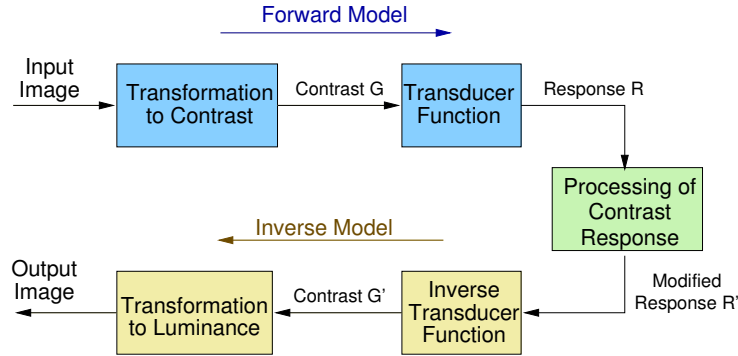 Forward Model
Input
Image
Transformation
to Contrast
Contrast G
Transducer
Function
Response R
Processing of
Contrast
Response
Inverse Model
Output
Image
Transformation
to Luminance
Contrast G'
Inverse
Transducer
Function
Modified
Response R'